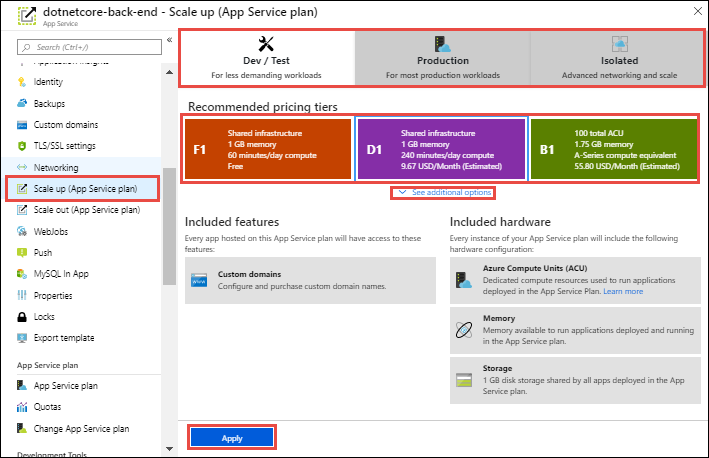 dotnetcore-back-end - Scale up (App Service plan)
App Service
Search (Ctrl+/)
Identity
Backups
Custom domains
TLS/SSL settings
Networking
Scale up (App Service plan)
Scale out (App Service plan)
WebJobs
Push
MySQL In App
Properties
Locks
Export template
App Service plan
App Service plan
Quotas
Change App Service plan
Development Tools
Dev / Test
For less demanding workloads
Production
For most production workloads
Isolated
Advanced networking and scale
Recommended pricing tiers
F1
Shared infrastructure
1 GB memory
60 minutes/day compute
Free
D1
Shared infrastructure
1 GB memory
240 minutes/day compute
9.67 USD/Month (Estimated)
B1
100 total ACU
1.75 GB memory
A-Series compute equivalent
55.80 USD/Month (Estimated)
See additional options
Included features
Every app hosted on this App Service plan will have access to these
features:
Custom domains
Configure and purchase custom domain names.
Included hardware
Every instance of your App Service plan will include the following
hardware configuration:
Azure Compute Units (ACU)
Dedicated compute resources used to run applications
deployed in the App Service Plan. Learn more
Memory
Memory available to run applications deployed and running
in the App Service plan.
Storage
1 GB disk storage shared by all apps deployed in the App
Service plan.
Apply